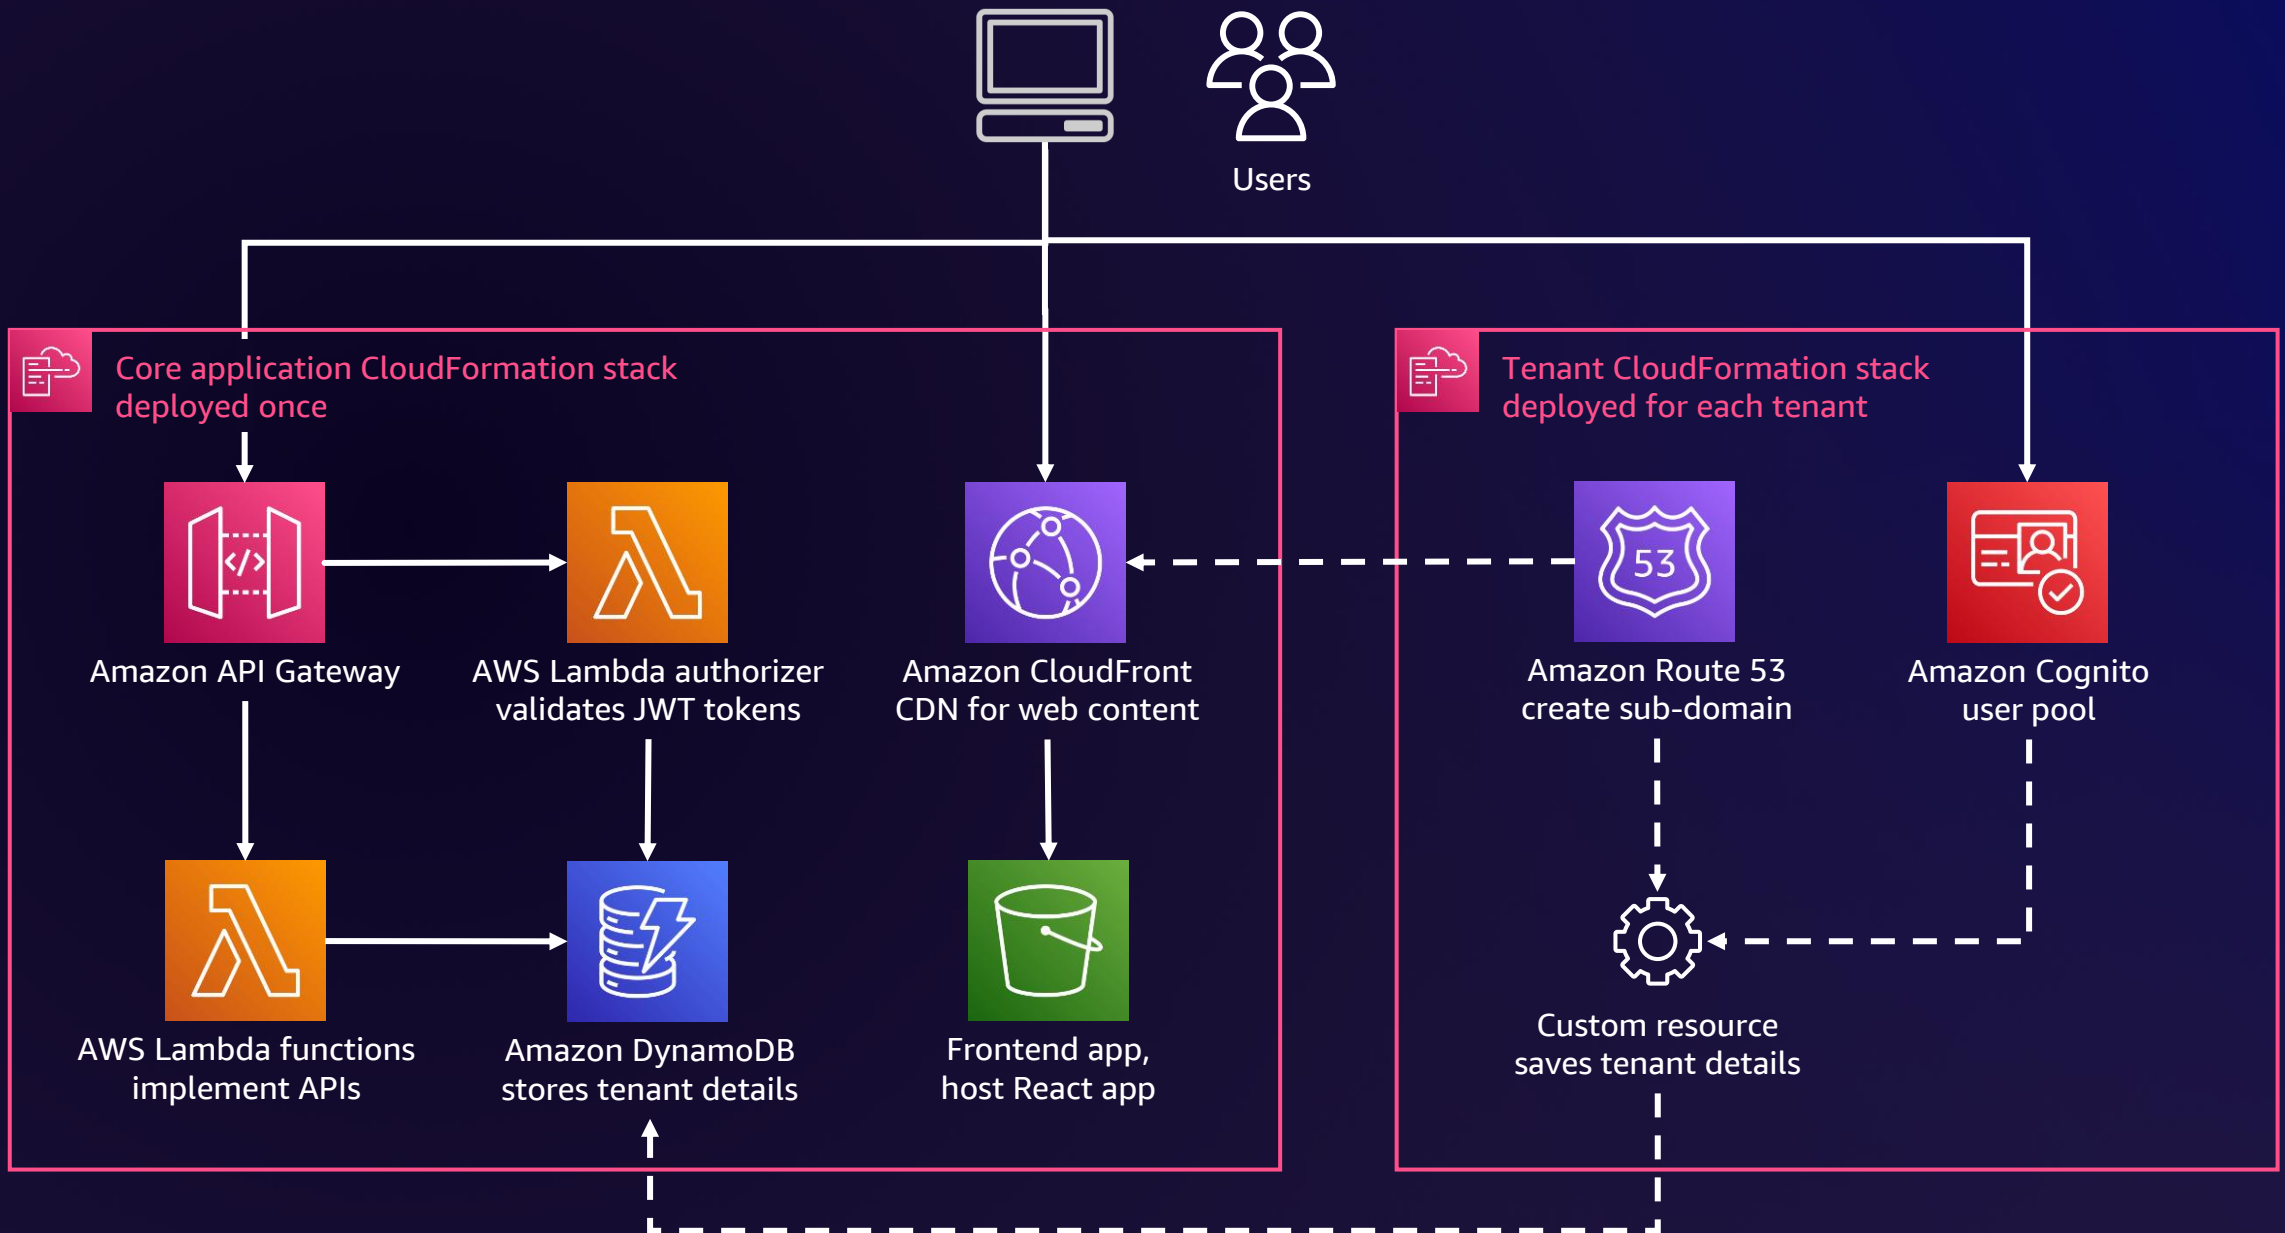 Users
Core application CloudFormation stack
deployed once
Tenant CloudFormation stack
deployed for each tenant
</>
53
Amazon API Gateway
AWS Lambda authorizer
validates JWT tokens
Amazon CloudFront
CDN for web content
Amazon Route 53
create sub-domain
Amazon Cognito
user pool
AWS Lambda functions
implement APIs
Amazon DynamoDB
stores tenant details
Frontend app,
host React app
Custom resource
saves tenant details